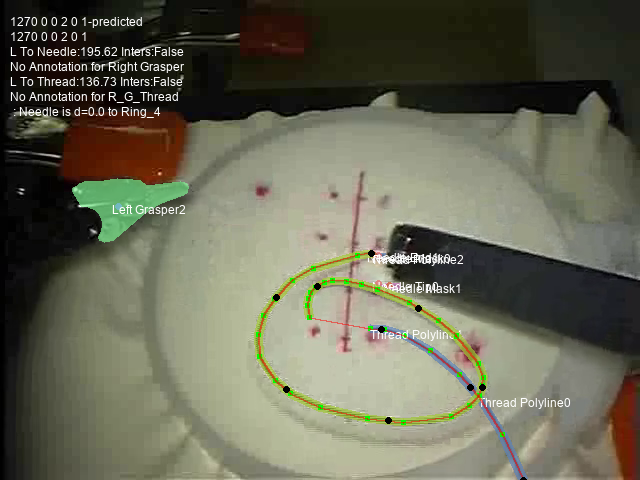 1270 0 0 2 0 1-predicted
1270 0 0 2 0 1
L To Needle:195.62 Inters:False
No Annotation for Right Grasper
L To Thread:136.73 Inters:False
No Annotation for R_G_Thread
: Needle is d=0.0 to Ring_4
Left Grasper2
Thread Polyline2
Needle Tip0
Needle Mask1
Thread Polyline1
Thread Polyline0